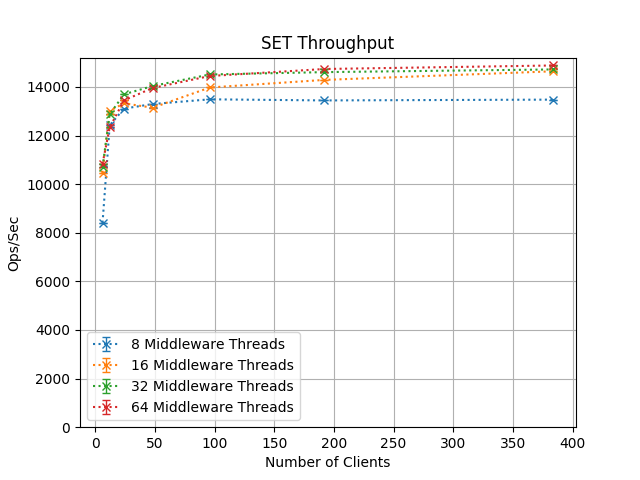 SET Throughput
14000
12000
10000
8000
6000
4000
2000
0
Ops/Sec
8 Middleware Threads
16 Middleware Threads
32 Middleware Threads
64 Middleware Threads
0 50 100 150 200 250 300 350 400
Number of Clients